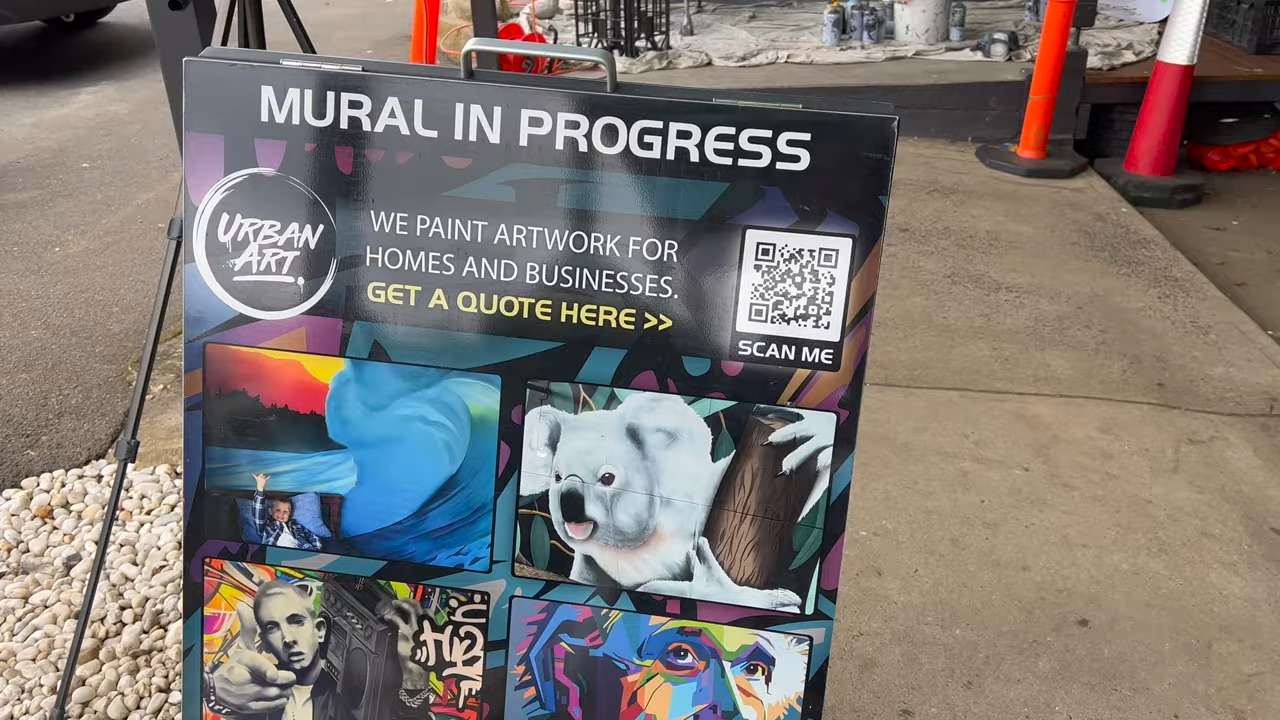 MURAL IN PROGRESS
URBAN
ART
WE PAINT ARTWORK FOR
HOMES AND BUSINESSES.
GET A QUOTE HERE >>
SCAN ME